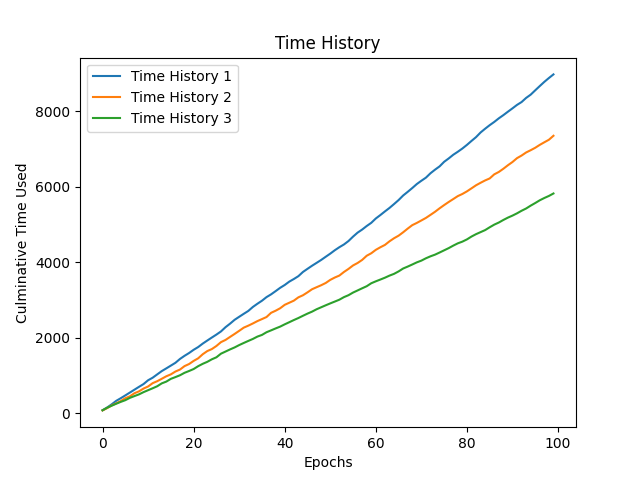 Time History
Time History 1
Time History 2
Time History 3
8000
6000
4000
2000
0
Culminative Time Used
0 20 40 60 80 100
Epochs